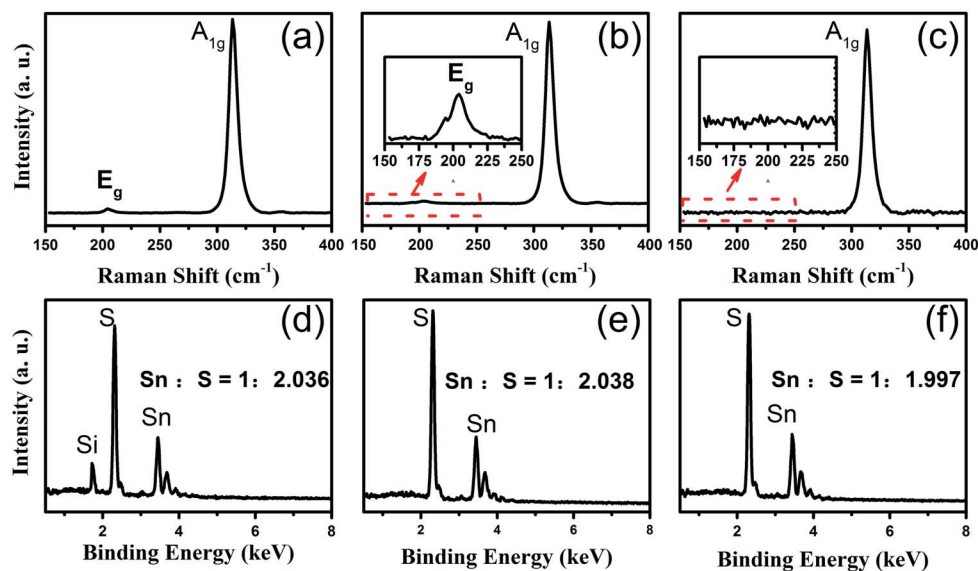 Intensity (a. u.)
A1g
(a)
Eg
150 200 250 300 350 400
Raman Shift (cm-1)
A1g
(b)
Eg
150 175 200 225 250
150 200 250 300 350 400
Raman Shift (cm-1)
A1g
(c)
150 175 200 225 250
150 200 250 300 350 400
Raman Shift (cm-1)
Intensity (a. u.)
S
(d)
Sn : S = 1: 2.036
Sn
Si
2 4 6 8
Binding Energy (keV)
S
(e)
Sn : S = 1: 2.038
Sn
2 4 6 8
Binding Energy (keV)
S
(f)
Sn : S = 1: 1.997
Sn
2 4 6 8
Binding Energy (keV)